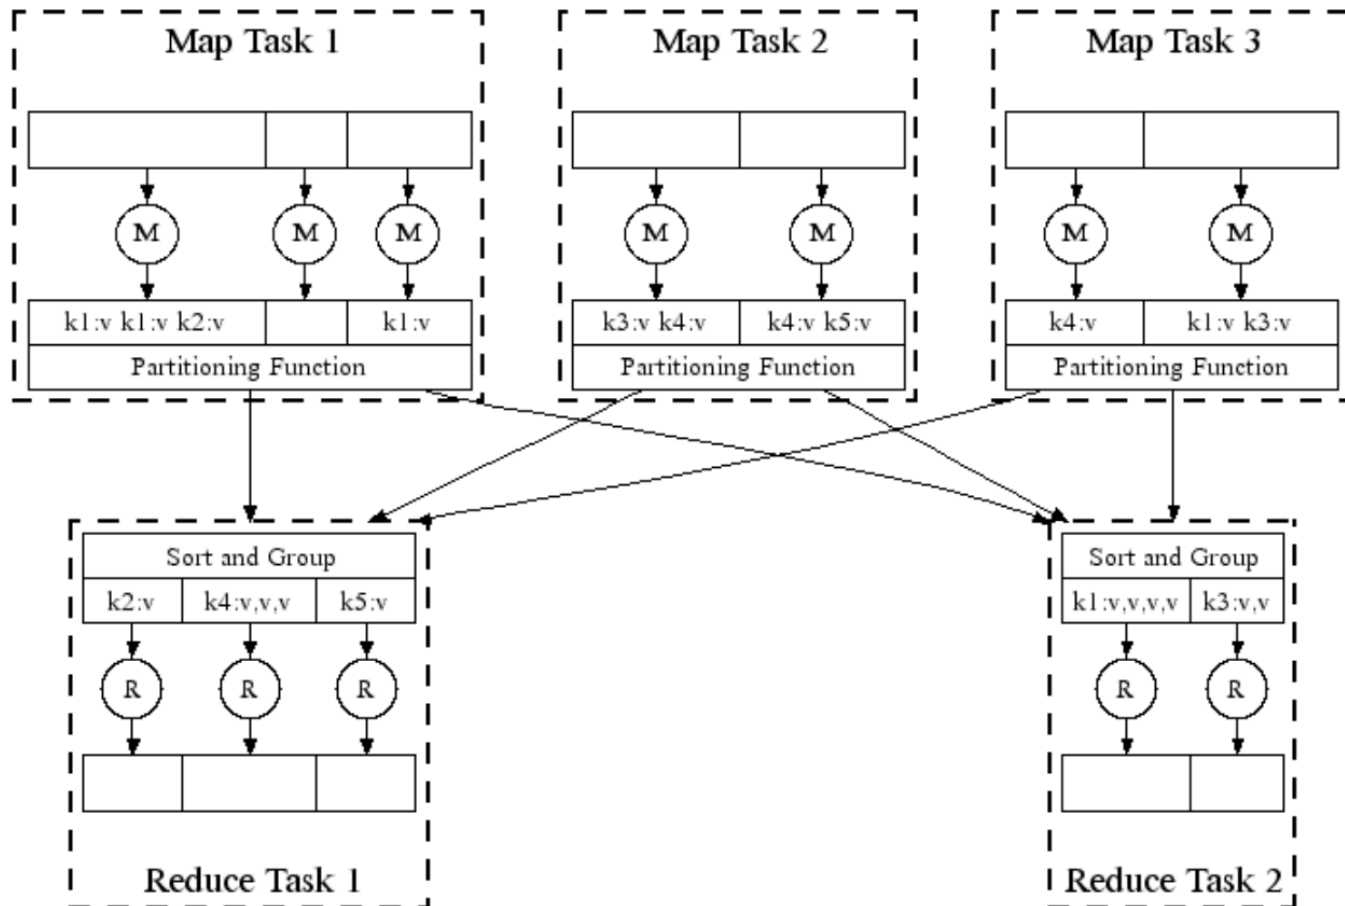 Map Task 1
Map Task 2
Map Task 3
M
M
M
M
M
M
M
k1:v k1:v k2:v
k1:v
k3:v k4:v
k4:v k5:v
k4:v
k1:v k3:v
Partitioning Function
Partitioning Function
Partitioning Function
Sort and Group
Sort and Group
k2:v
k4:v,v,v
k5:v
k1:v,v,v,v
k3:v,v
R
R
R
R
R
Reduce Task 1
Reduce Task 2